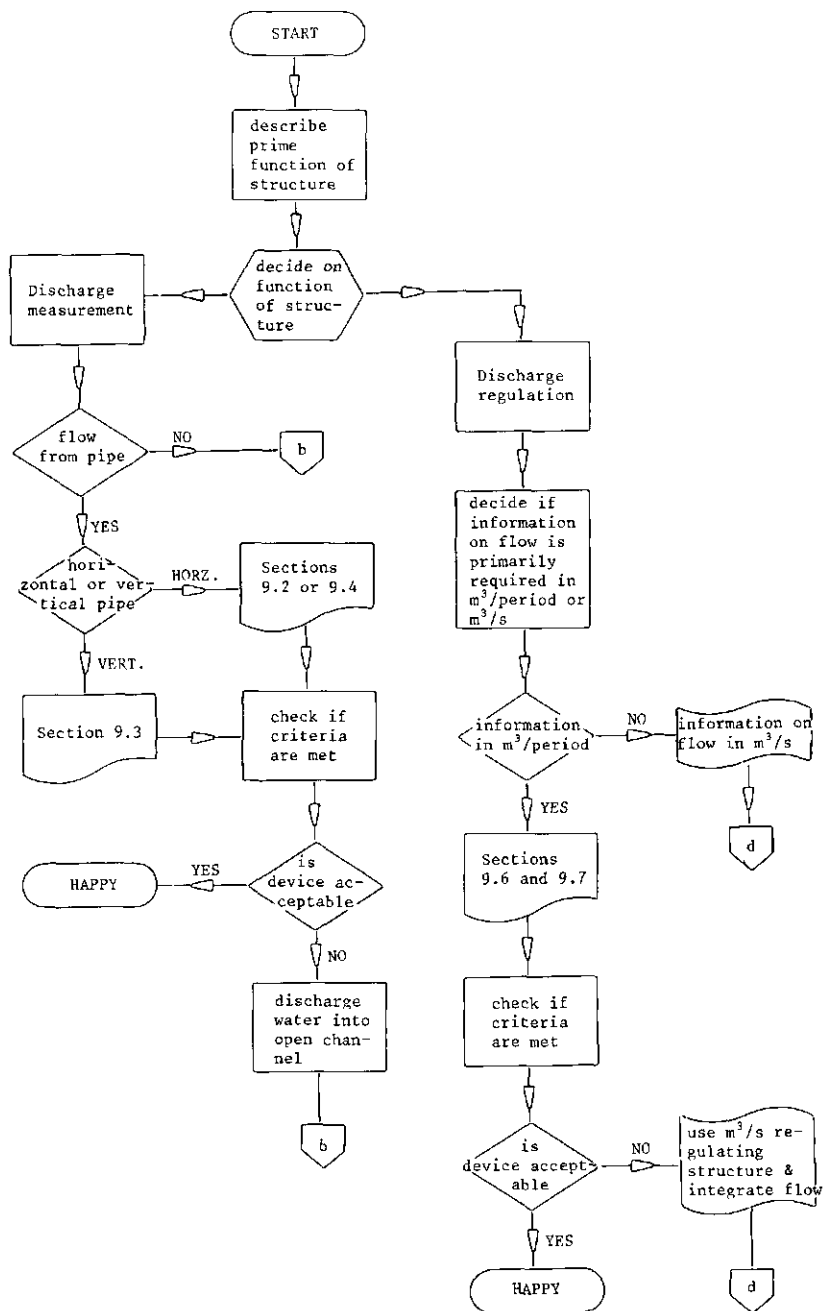 START
describe
prime
function of
structure
decide on
function
of struc-
ture
Discharge
measurement
Discharge
regulation
flow
from pipe
NO
b
YES
hori-
zontal or ver-
tical pipe
HORZ.
Sections
9.2 or 9.4
VERT.
Section 9.3
check if
criteria
are met
is
device ac-
ceptable
YES
HAPPY
NO
discharge
water into
open chan-
nel
b
decide if
information
on flow is
primarily
required in
m³/period or
m³/s
information
in m³/period
NO
information on
flow in m³/s
d
YES
Sections
9.6 and 9.7
check if
criteria
are met
is
device accept-
able
NO
use m³/s re-
gulating
structure &
integrate flow
d
YES
HAPPY